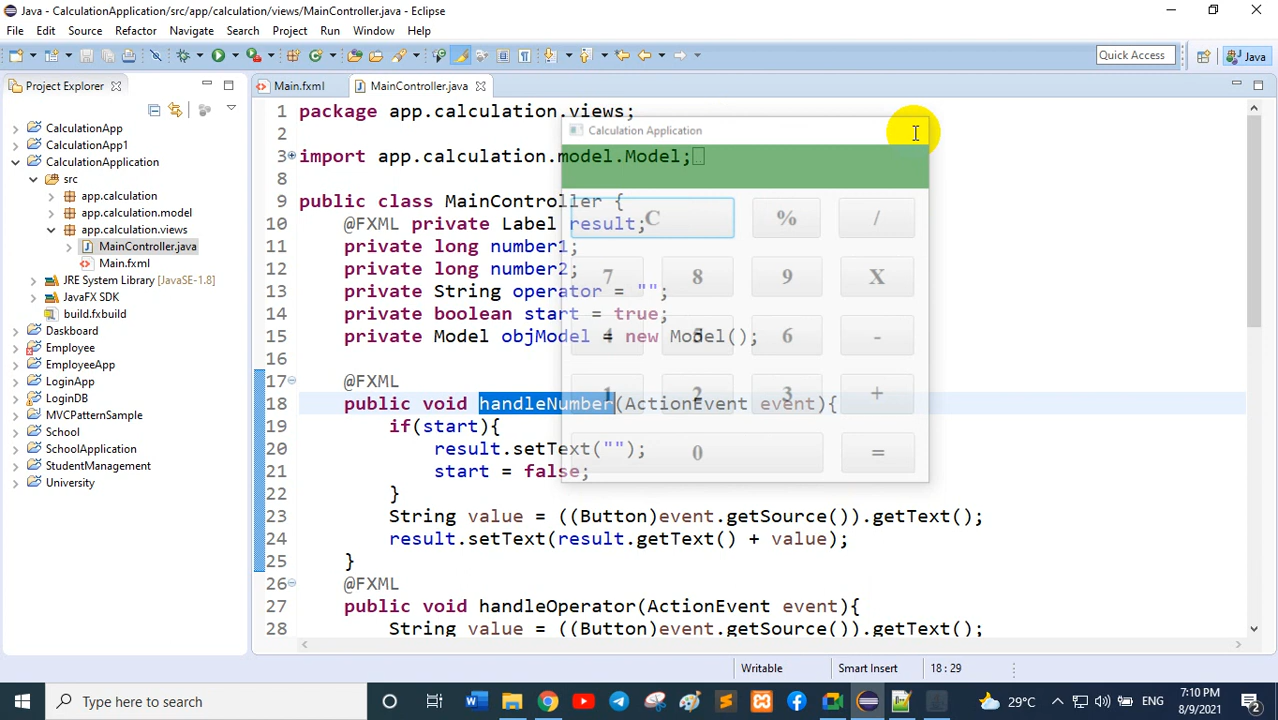 Java - CalculationApplication/src/app/calculation/views/MainController.java - Eclipse
File Edit Source Refactor Navigate Search Project Run Window Help
Quick Access
Java
Project Explorer
Main.fxml
MainController.java
CalculationApp
CalculationApp1
CalculationApplication
src
app.calculation
app.calculation.model
app.calculation.views
MainController.java
Main.fxml
JRE System Library [JavaSE-1.8]
JavaFX SDK
build.fxbuild
Daskboard
Employee
EmployeeApp
LoginApp
LoginDB
MVCPatternSample
School
SchoolApplication
StudentManagement
University
1 package app.calculation.views;
2
3 import app.calculation.model.Model;
8
9 public class MainController {
10 @FXML private Label result;
11 private long number1;
12 private long number2;
13 private String operator = "";
14 private boolean start = true;
15 private Model objModel = new Model();
16
17 @FXML
18 public void handleNumber(ActionEvent event){
19 if(start){
20 result.setText("");
21 start = false;
22 }
23 String value = ((Button)event.getSource()).getText();
24 result.setText(result.getText() + value);
25 }
26 @FXML
27 public void handleOperator(ActionEvent event){
28 String value = ((Button)event.getSource()).getText();
Calculation Application
C % /
7 8 9 X
4 5 6 -
1 2 3 +
0 =
Writable
Smart Insert
18 : 29
Type here to search
29°C
ENG
7:10 PM
8/9/2021
2